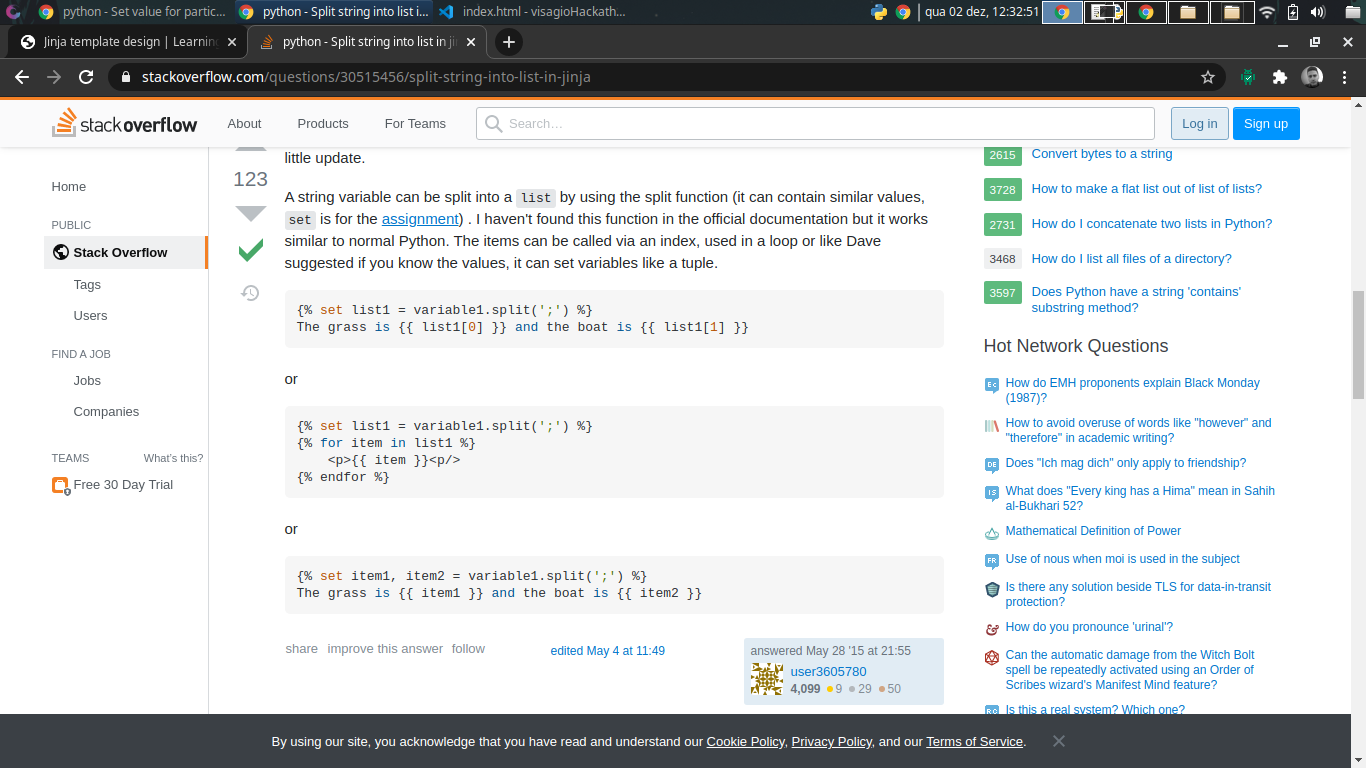 python - Set value for partic...
python - Split string into list i...
index.html - visagioHackath...
qua 02 dez, 12:32:51
Jinja template design | Learning
python - Split string into list in jin
stackoverflow.com/questions/30515456/split-string-into-list-in-jinja
stackoverflow
About
Products
For Teams
Search...
Log in
Sign up
Home
PUBLIC
Stack Overflow
Tags
Users
FIND A JOB
Jobs
Companies
TEAMS
What's this?
Free 30 Day Trial
little update.
123
A string variable can be split into a list by using the split function (it can contain similar values,
set is for the assignment) . I haven't found this function in the official documentation but it works
similar to normal Python. The items can be called via an index, used in a loop or like Dave
suggested if you know the values, it can set variables like a tuple.
{% set list1 = variable1.split(';') %}
The grass is {{ list1[0] }} and the boat is {{ list1[1] }}
or
{% set list1 = variable1.split(';') %}
{% for item in list1 %}
    <p>{{ item }}<p/>
{% endfor %}
or
{% set item1, item2 = variable1.split(';') %}
The grass is {{ item1 }} and the boat is {{ item2 }}
share improve this answer follow
edited May 4 at 11:49
answered May 28 '15 at 21:55
user3605780
4,099 9 29 50
2615 Convert bytes to a string
3728 How to make a flat list out of list of lists?
2731 How do I concatenate two lists in Python?
3468 How do I list all files of a directory?
3597 Does Python have a string 'contains'
substring method?
Hot Network Questions
How do EMH proponents explain Black Monday
(1987)?
How to avoid overuse of words like "however" and
"therefore" in academic writing?
Does "Ich mag dich" only apply to friendship?
What does "Every king has a Hima" mean in Sahih
al-Bukhari 52?
Mathematical Definition of Power
Use of nous when moi is used in the subject
Is there any solution beside TLS for data-in-transit
protection?
How do you pronounce 'urinal'?
Can the automatic damage from the Witch Bolt
spell be repeatedly activated using an Order of
Scribes wizard's Manifest Mind feature?
Is this a real system? Which one?
By using our site, you acknowledge that you have read and understand our Cookie Policy, Privacy Policy, and our Terms of Service.